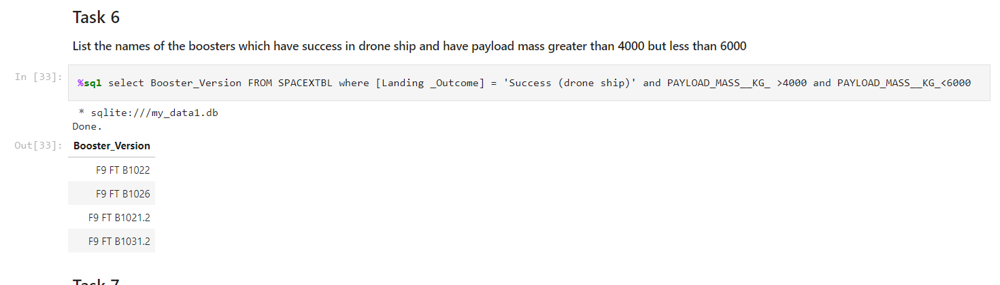 Task 6
List the names of the boosters which have success in drone ship and have payload mass greater than 4000 but less than 6000
In [33]: %sql select Booster_Version FROM SPACEXTBL where [Landing _Outcome] = 'Success (drone ship)' and PAYLOAD_MASS__KG_ >4000 and PAYLOAD_MASS__KG_<6000
* sqlite:///my_data1.db
Done.
Out[33]: Booster_Version
F9 FT B1022
F9 FT B1026
F9 FT B1021.2
F9 FT B1031.2
Task 7